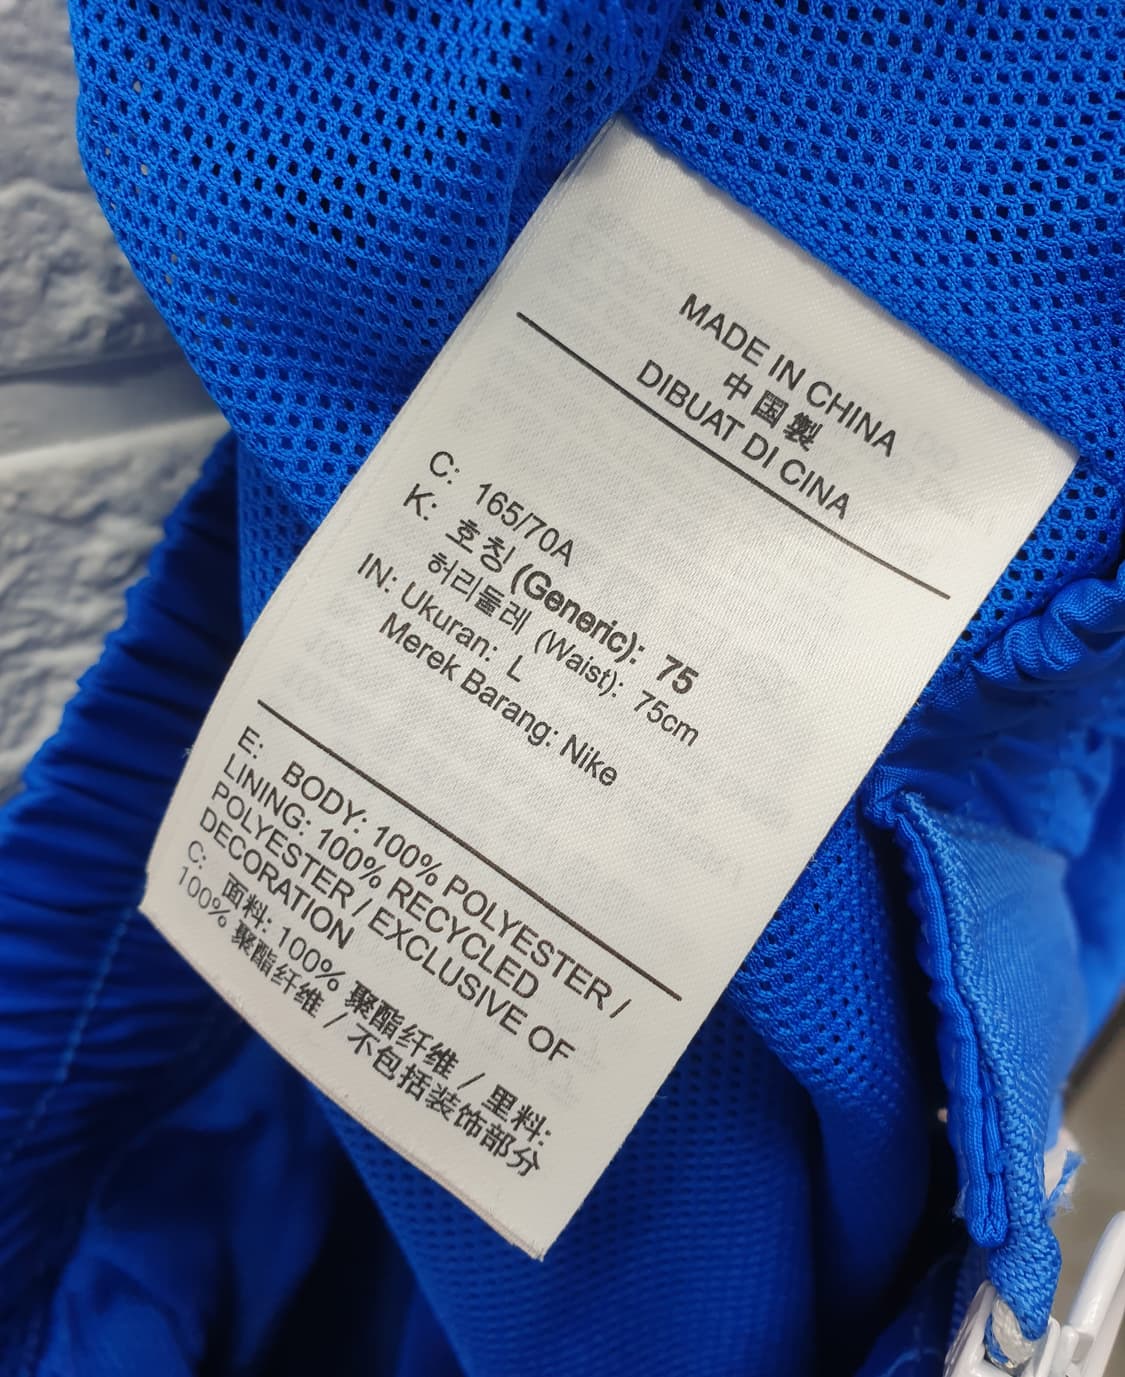 MADE IN CHINA
中国製
DIBUAT DI CINA
C: 165/70A
K: 호칭 (Generic): 75
허리둘레 (Waist): 75cm
IN: Ukuran: L
Merek Barang: Nike
E: BODY: 100% POLYESTER /
LINING: 100% RECYCLED
POLYESTER / EXCLUSIVE OF
DECORATION
C: 面料: 100% 聚酯纤维 / 里料:
100% 聚酯纤维 / 不包括装饰部分